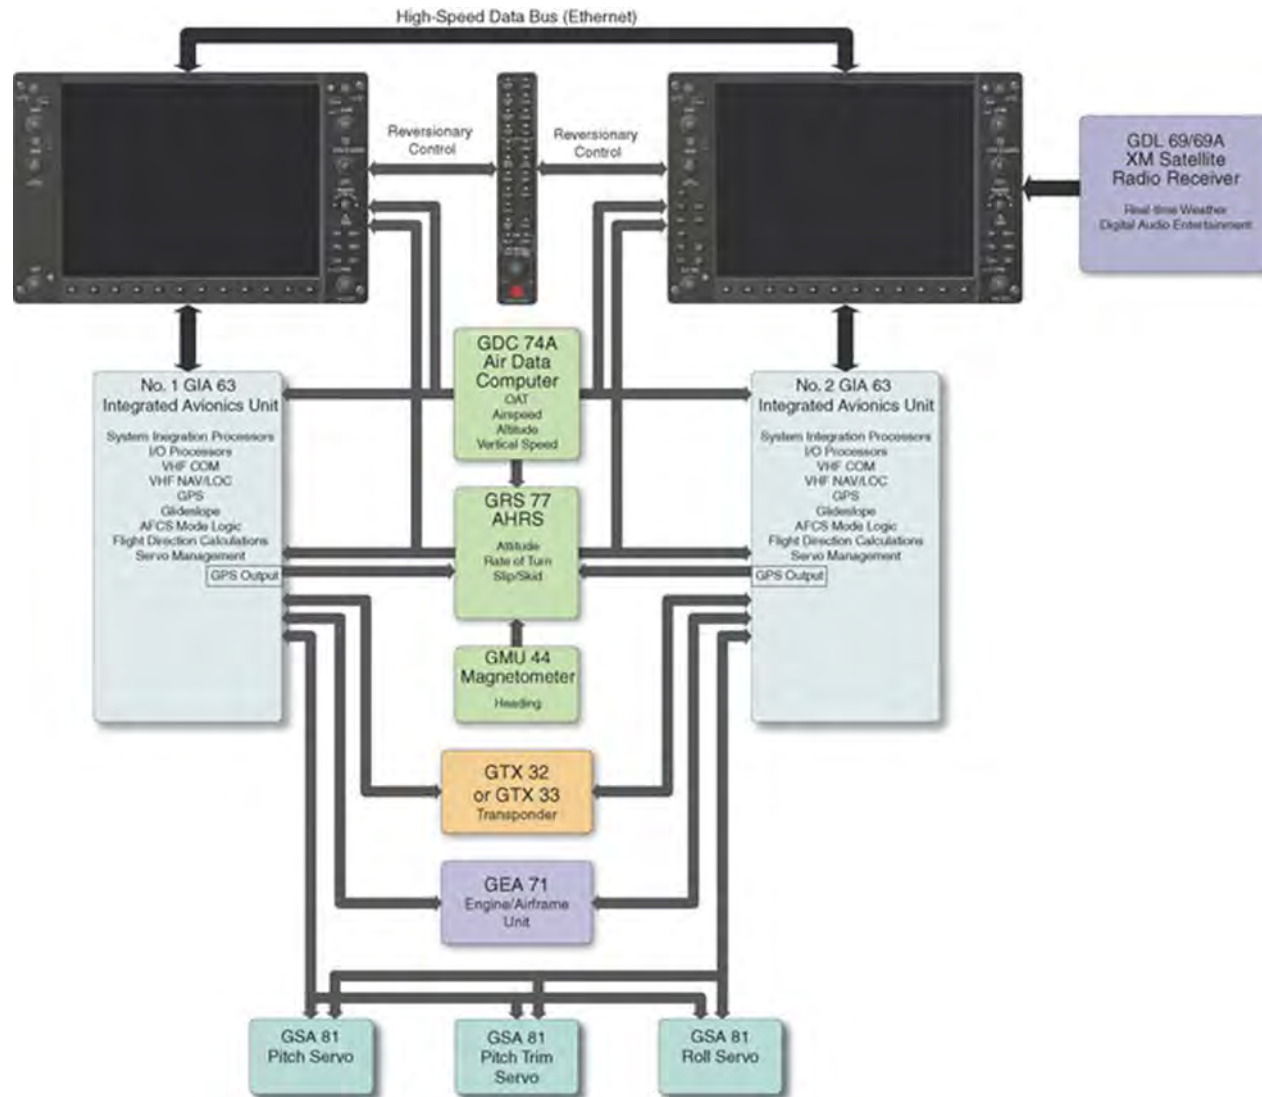 High-Speed Data Bus (Ethernet)
Reversionary
Control
Reversionary
Control
GDL 69/69A
XM Satellite
Radio Receiver
Real-time Weather
Digital Audio Entertainment
GDC 74A
Air Data
Computer
OAT
Airspeed
Altitude
Vertical Speed
No. 1 GIA 63
Integrated Avionics Unit
System Inegration Processors
I/O Processors
VHF COM
VHF NAV/LOC
GPS
Glideslope
AFCS Mode Logic
Flight Direction Calculations
Servo Management
GPS Output
No. 2 GIA 63
Integrated Avionics Unit
System Integration Processors
I/O Processors
VHF COM
VHF NAV/LOC
GPS
Glideslope
AFCS Mode Logic
Flight Direction Calculations
Servo Management
GPS Output
GRS 77
AHRS
Attitude
Rate of Turn
Slip/Skid
GMU 44
Magnetometer
Heading
GTX 32
or GTX 33
Transponder
GEA 71
Engine/Airframe
Unit
GSA 81
Pitch Servo
GSA 81
Pitch Trim
Servo
GSA 81
Roll Servo